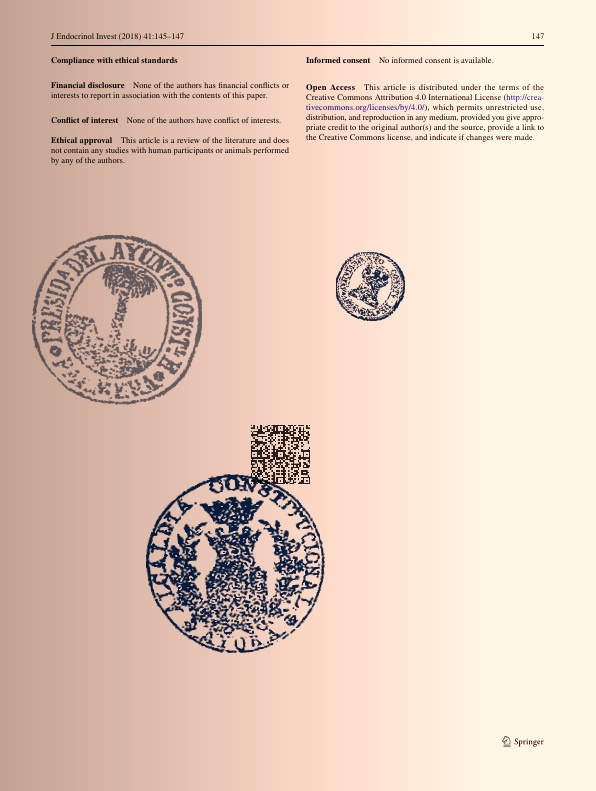 J Endocrinol Invest (2018) 41:145–147
147
Compliance with ethical standards
Financial disclosure None of the authors has financial conflicts or
interests to report in association with the contents of this paper.
Conflict of interest None of the authors have conflict of interests.
Ethical approval This article is a review of the literature and does
not contain any studies with human participants or animals performed
by any of the authors.
Informed consent No informed consent is available.
Open Access This article is distributed under the terms of the
Creative Commons Attribution 4.0 International License (http://crea-
tivecommons.org/licenses/by/4.0/), which permits unrestricted use,
distribution, and reproduction in any medium, provided you give appro-
priate credit to the original author(s) and the source, provide a link to
the Creative Commons license, and indicate if changes were made.
PRESIDA DEL AYUNTO CONST
ALCALDIA CONSTITUCIONAL
Springer